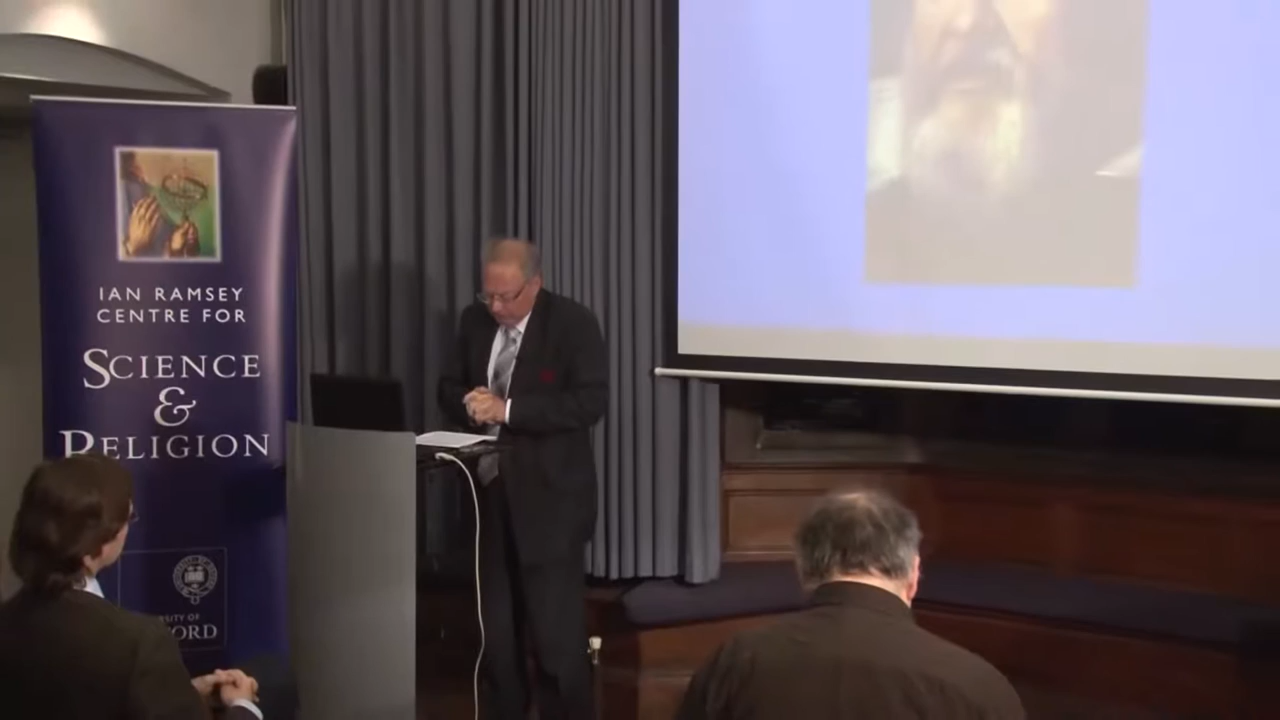 IAN RAMSEY
CENTRE FOR
SCIENCE
&
RELIGION